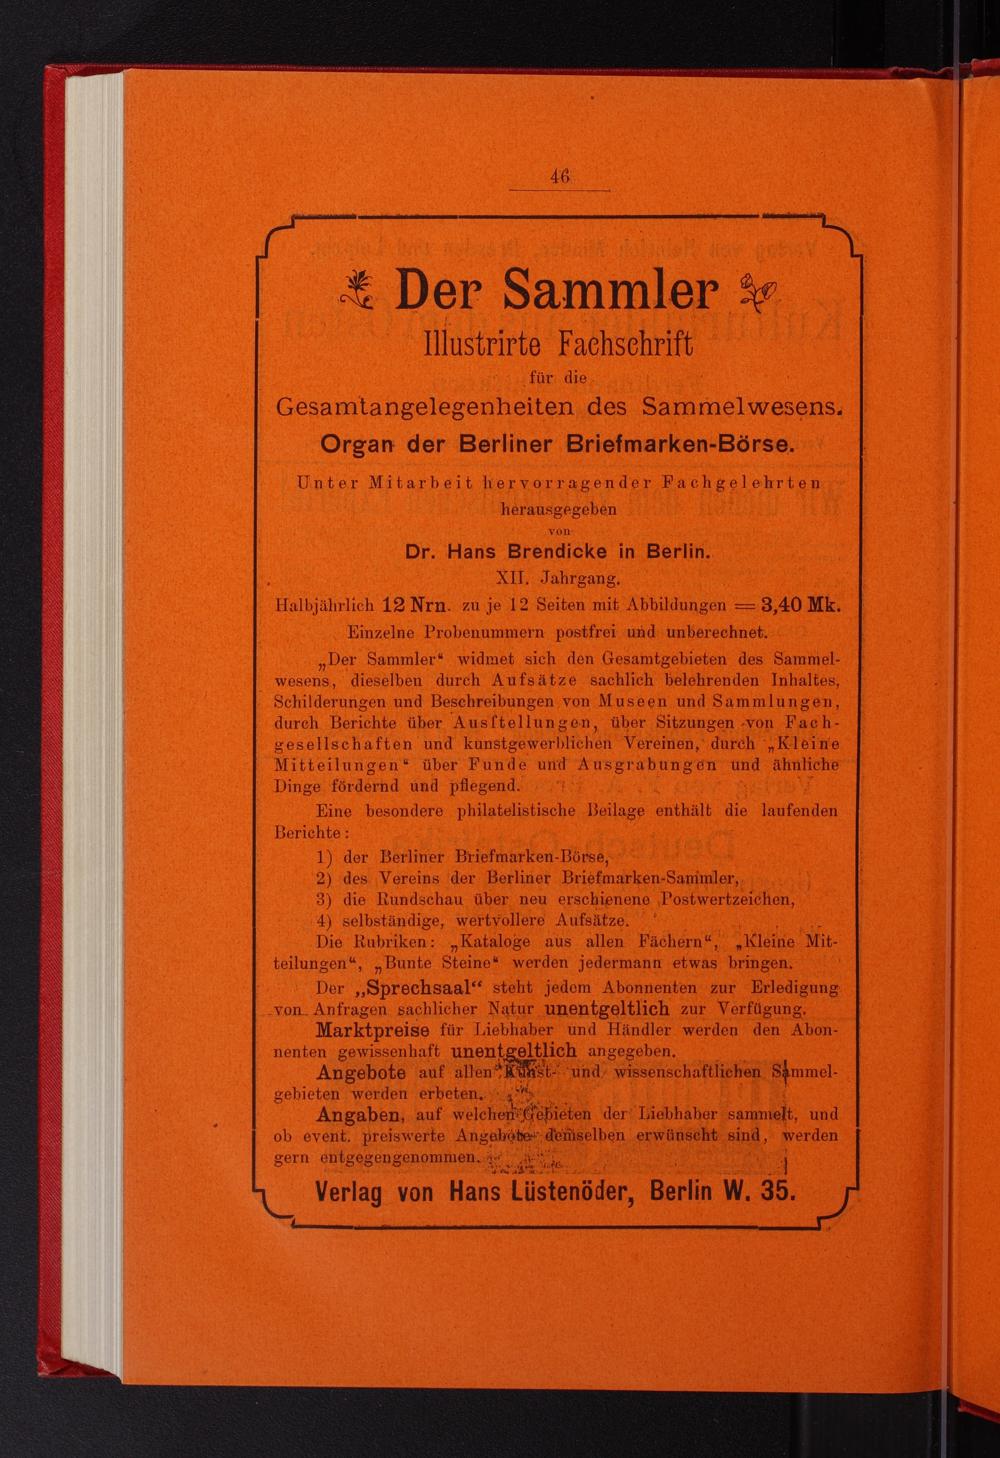 46
Der Sammler
Illustrirte Fachschrift
für die
Gesamtangelegenheiten des Sammelwesens.
Organ der Berliner Briefmarken-Börse.
Unter Mitarbeit hervorragender Fachgelehrten
herausgegeben
von
Dr. Hans Brendicke in Berlin.
XII. Jahrgang.
Halbjährlich 12 Nrn. zu je 12 Seiten mit Abbildungen = 3,40 Mk.
Einzelne Probenummern postfrei und unberechnet.
„Der Sammler“ widmet sich den Gesamtgebieten des Sammel-
wesens, dieselben durch Aufsätze sachlich belehrenden Inhaltes,
Schilderungen und Beschreibungen von Museen und Sammlungen,
durch Berichte über Ausftellungen, über Sitzungen von Fach-
gesellschaften und kunstgewerblichen Vereinen, durch „Kleine
Mitteilungen“ über Funde und Ausgrabungen und ähnliche
Dinge fördernd und pflegend.
Eine besondere philatelistische Beilage enthält die laufenden
Berichte:
1) der Berliner Briefmarken-Börse,
2) des Vereins der Berliner Briefmarken-Sammler,
3) die Rundschau über neu erschienene Postwertzeichen,
4) selbständige, wertvollere Aufsätze.
Die Rubriken: „Kataloge aus allen Fächern“, „Kleine Mit-
teilungen“, „Bunte Steine“ werden jedermann etwas bringen.
Der „Sprechsaal“ steht jedem Abonnenten zur Erledigung
von Anfragen sachlicher Natur unentgeltlich zur Verfügung.
Marktpreise für Liebhaber und Händler werden den Abon-
nenten gewissenhaft unentgeltlich angegeben.
Angebote auf allen Kunst- und wissenschaftlichen Sammel-
gebieten werden erbeten.
Angaben, auf welchen Gebieten der Liebhaber sammelt, und
ob event. preiswerte Angebote demselben erwünscht sind, werden
gern entgegengenommen.
Verlag von Hans Lüstenöder, Berlin W. 35.